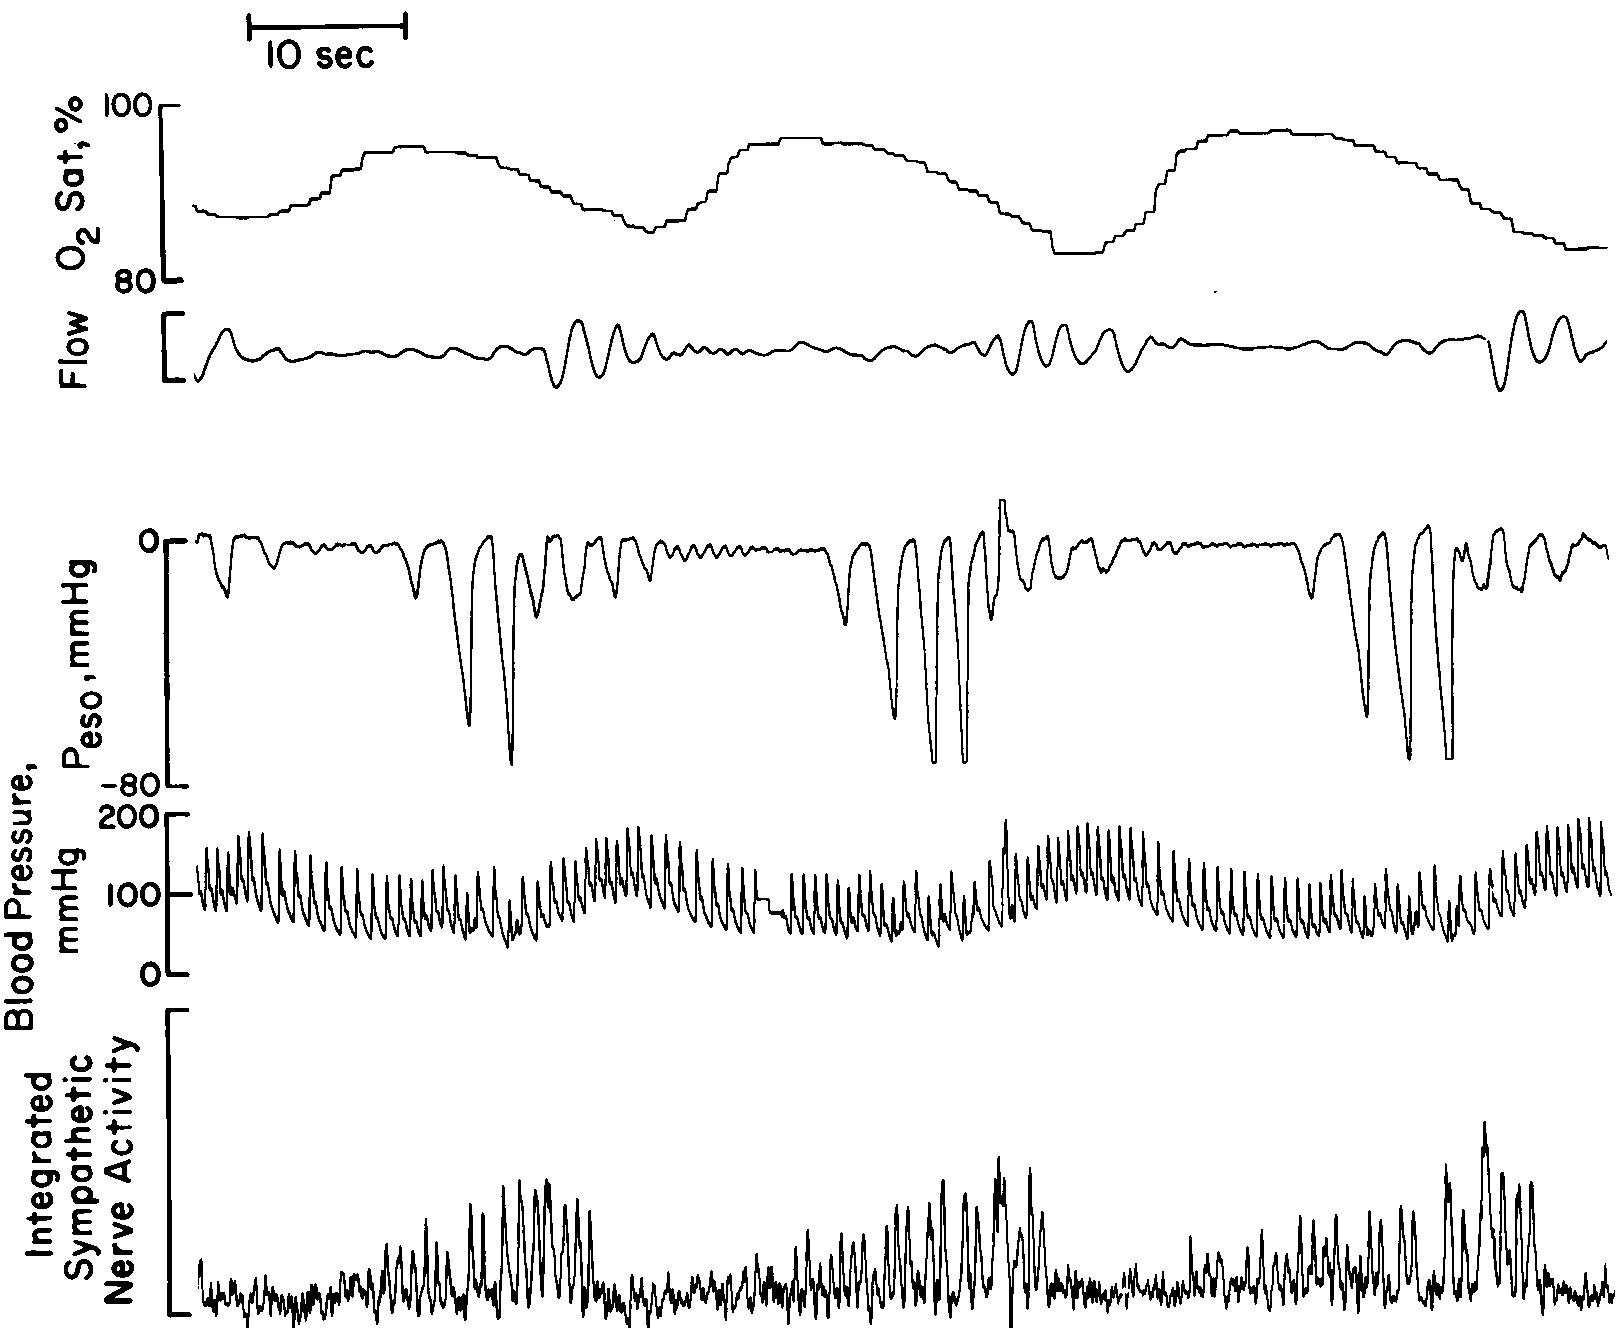 10 sec
O2 Sat, %
100
80
Flow
Peso, mmHg
0
-80
Blood Pressure,
mmHg
200
100
0
Integrated
Sympathetic
Nerve Activity